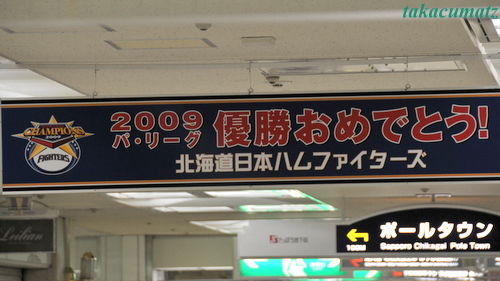 takacumatz
CHAMPIONS
2009
FIGHTERS
2009
パ・リーグ
優勝おめでとう!
北海道日本ハムファイターズ
Leilian
100M
ポールタウン
Sapporo Chikagai Pole Town